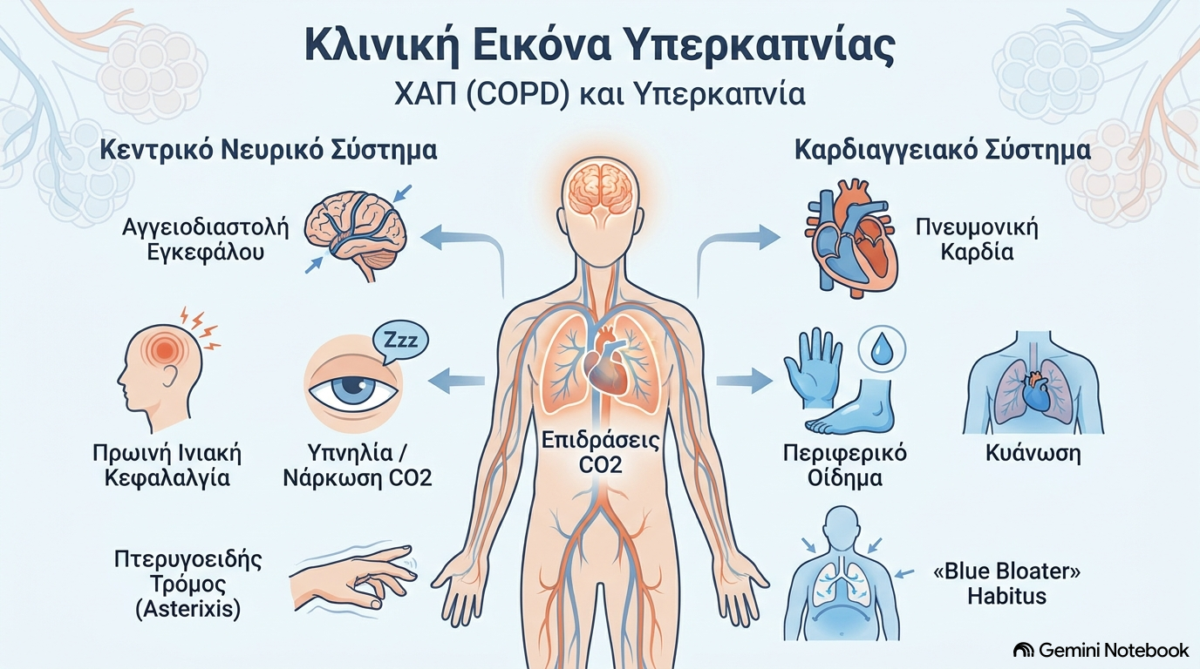 Κλινική Εικόνα Υπερκαπνίας
ΧΑΠ (COPD) και Υπερκαπνία
Κεντρικό Νευρικό Σύστημα
Αγγειοδιαστολή
Εγκεφάλου
Πρωινή Ινιακή
Κεφαλαλγία
Zzz
Υπνηλία /
Νάρκωση CO2
Πτερυγοειδής
Τρόμος
(Asterixis)
Επιδράσεις
CO2
Καρδιαγγειακό Σύστημα
Πνευμονική
Καρδία
Περιφερικό
Οίδημα
Κυάνωση
«Blue Bloater»
Habitus
Gemini Notebook